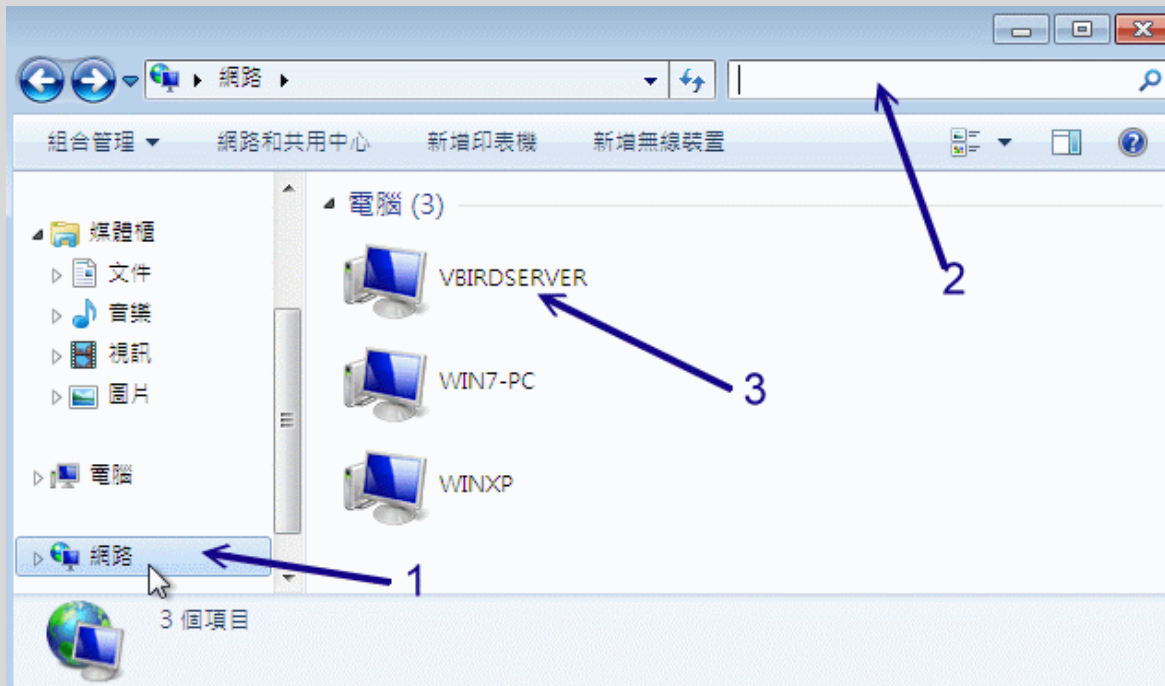 網路
組合管理 網路和共用中心 新增印表機 新增無線裝置
電腦 (3)
媒體櫃
文件
音樂
視訊
圖片
電腦
網路
VBIRDSERVER
WIN7-PC
WINXP
2
3
1
3 個項目